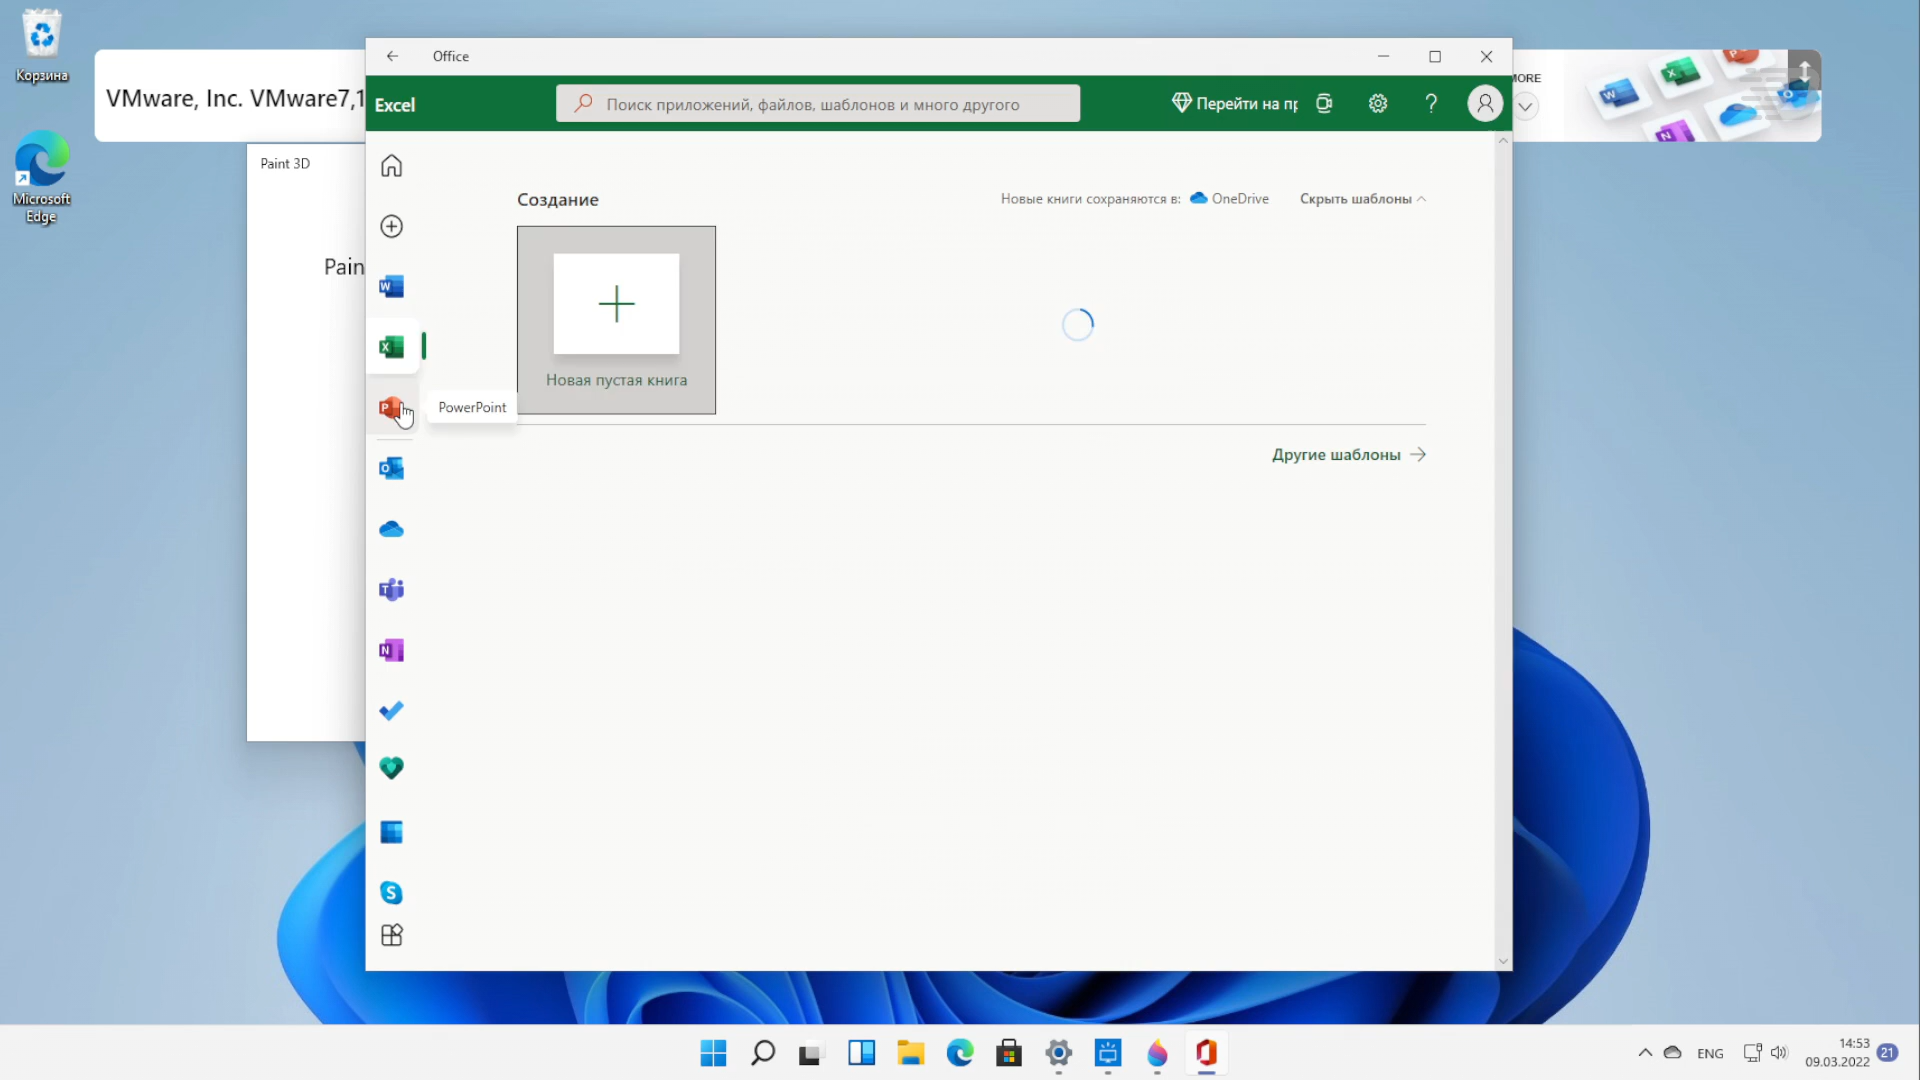 Корзина
Microsoft
Edge
VMware, Inc. VMware7,1
Paint 3D
Pain
Office
Excel
Поиск приложений, файлов, шаблонов и много другого
Перейти на пр
MORE
Создание
Новые книги сохраняются в: OneDrive
Скрыть шаблоны
Новая пустая книга
PowerPoint
Другие шаблоны
ENG
14:53
09.03.2022
21